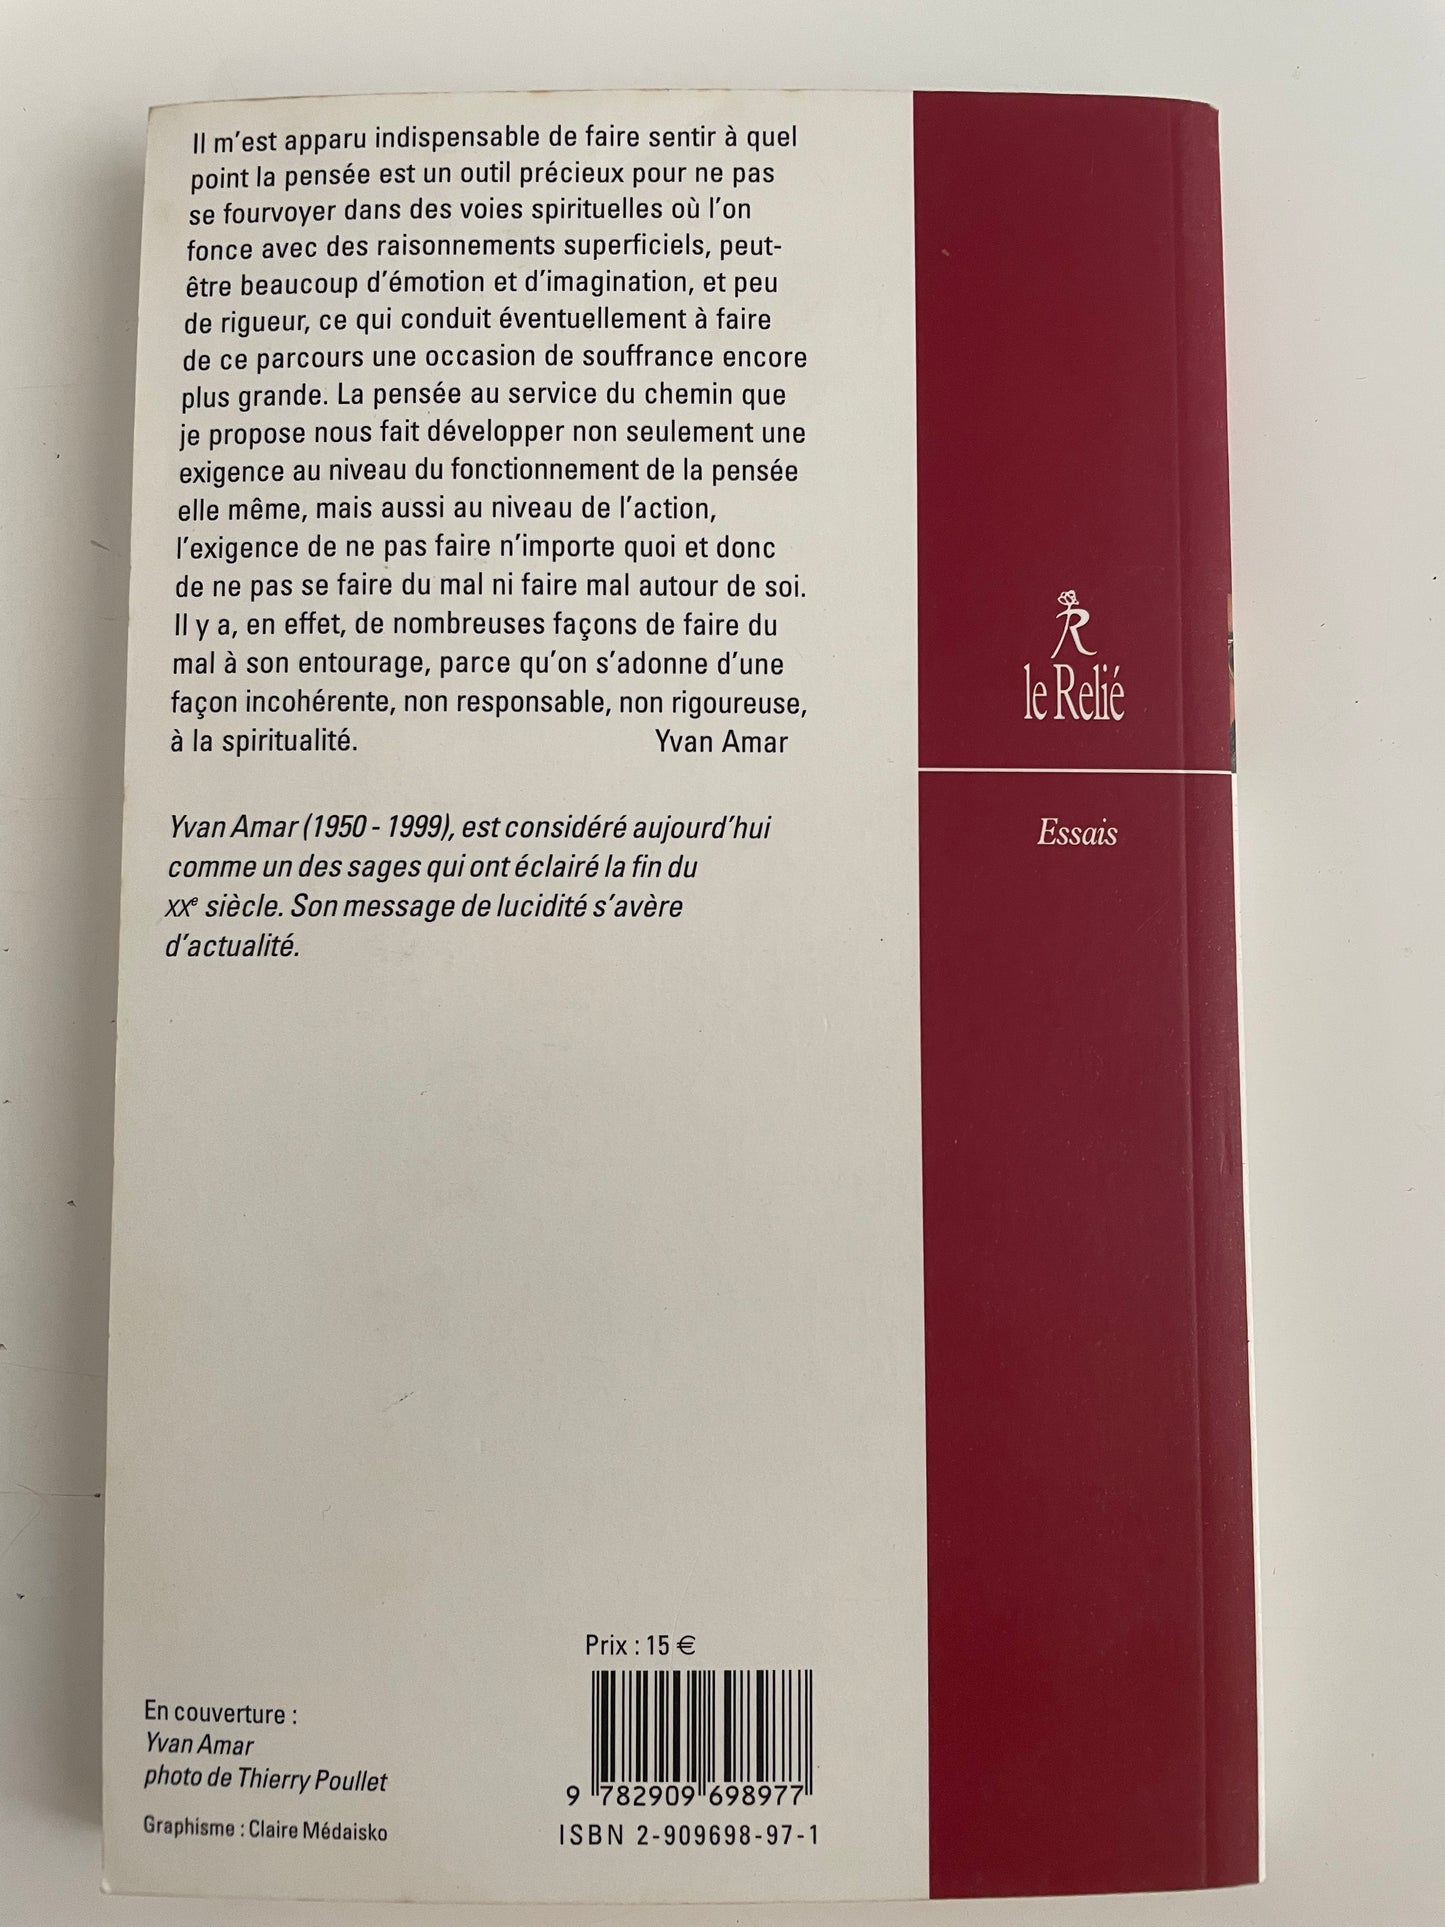 Il m'est apparu indispensable de faire sentir à quel
point la pensée est un outil précieux pour ne pas
se fourvoyer dans des voies spirituelles où l'on
fonce avec des raisonnements superficiels, peut-
être beaucoup d'émotion et d'imagination, et peu
de rigueur, ce qui conduit éventuellement à faire
de ce parcours une occasion de souffrance encore
plus grande. La pensée au service du chemin que
je propose nous fait développer non seulement une
exigence au niveau du fonctionnement de la pensée
elle même, mais aussi au niveau de l'action,
l'exigence de ne pas faire n'importe quoi et donc
de ne pas se faire du mal ni faire mal autour de soi.
Il y a, en effet, de nombreuses façons de faire du
mal à son entourage, parce qu'on s'adonne d'une
façon incohérente, non responsable, non rigoureuse,
à la spiritualité. Yvan Amar
Yvan Amar (1950 - 1999), est considéré aujourd'hui
comme un des sages qui ont éclairé la fin du
XXe siècle. Son message de lucidité s'avère
d'actualité.
R
le Relié
Essais
Prix : 15 €
9 782909 698977
ISBN 2-909698-97-1
En couverture :
Yvan Amar
photo de Thierry Poullet
Graphisme : Claire Médaisko